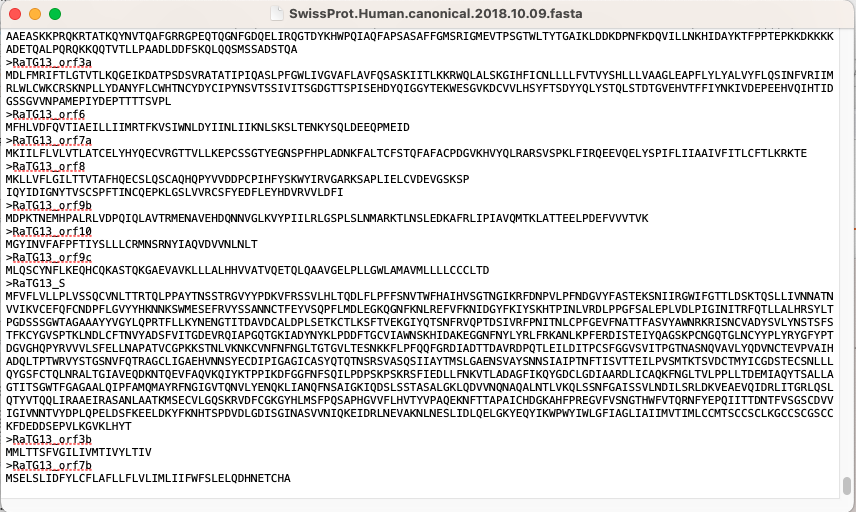 SwissProt.Human.canonical.2018.10.09.fasta
AAEASKKPRQKRTATKQYNVTQAFGRRGPEQTQGNFGDQELIRQGTDYKHWPQIAQFAPSASAFFGMSRIGMEVTPSGTWLTYTGAIKLDDKDPNFKDQVILLNKHIDAYKTFPPTEPKKDKKKK
ADETQALPQRQKKQQTVTLLPAADLDDFSKQLQQSMSSADSTQA
>RaTG13_orf3a
MDLFMRIFTLGTVTLKQGEIKDATPSDSVRATATIPIQASLPFGWLIVGVAFLAVFQSASKIITLKKRWQLALSKGIHFICNLLLLFVTVYSHLLLVAAGLEAPFLYLYALVYFLQSINFVRIIM
RLWLCWKCRSKNPLLYDANYFLCWHTNCYDYCIPYNSVTSSIVITSGDGTTSPISEHDYQIGGYTEKWESGVKDCVVLHSYFTSDYYQLYSTQLSTDTGVEHVTFFIYNKIVDEPEEHVQIHTID
GSSGVVNPAMEPIYDEPTTTTSVPL
>RaTG13_orf6
MFHLVDFQVTIAEILLIIMRTFKVSIWNLDYIINLIIKNLSKSLTENKYSQLDEEQPMEID
>RaTG13_orf7a
MKIILFLVLVTLATCELYHYQECVRGTTVLLKEPCSSGTYEGNSPFHPLADNKFALTCFSTQFAFACPDGVKHVYQLRARSVSPKLFIRQEEVQELYSPIFLIIAAIVFITLCFTLKRKTE
>RaTG13_orf8
MKLLVFLGILTTVTAFHQECSLQSCAQHQPYVVDDPCPIHFYSKWYIRVGARKSAPLIELCVDEVGSKSP
IQYIDIGNYTVSCSPFTINCQEPKLGSLVVRCSFYEDFLEYHDVRVVLDFI
>RaTG13_orf9b
MDPKTNEMHPALRLVDPQIQLAVTRMENAVEHDQNNVGLKVYPIILRLGSPLSLNMARKTLNSLEDKAFRLIPIAVQMTKLATTEELPDEFVVVTVK
>RaTG13_orf10
MGYINVFAFPFTIYSLLLCRMNSRNYIAQVDVVNLNLT
>RaTG13_orf9c
MLQSCYNFLKEQHCQKASTQKGAEVAVKLLLALHHVVATVQETQLQAAVGELPLLGWLAMAVMLLLLCCCLTD
>RaTG13_S
MFVFLVLLPLVSSQCVNLTTRTQLPPAYTNSSTRGVYYPDKVFRSSVLHLTQDLFLPFFSNVTWFHAIHVSGTNGIKRFDNPVLPFNDGVYFASTEKSNIIRGWIFGTTLDSKTQSLLIVNNATN
VVIKVCEFQFCNDPFLGVYYHKNNKSWMESEFRVYSSANNCTFEYVSQPFLMDLEGKQGNFKNLREFVFKNIDGYFKIYSKHTPINLVRDLPPGFSALEPLVDLPIGINITRFQTLLALHRSYLT
PGDSSSGWTAGAAAYYVGYLQPRTFLLKYNENGTITDAVDCALDPLSETKCTLKSFTVEKGIYQTSNFRVQPTDSIVRFPNITNLCPFGEVFNATTFASVYAWNRKRISNCVADYSVLYNSTSFS
TFKCYGVSPTKLNDLCFTNVYADSFVITGDEVRQIAPGQTGKIADYNYKLPDDFTGCVIAWNSKHIDAKEGGNFNYLYRLFRKANLKPFERDISTEIYQAGSKPCNGQTGLNCYYPLYRYGFYPT
DGVGHQPYRVVVLSFELLNAPATVCGPKKSTNLVKNKCVNFNFNGLTGTGVLTESNKKFLPFQQFGRDIADTTDAVRDPQTLEILDITPCSFGGVSVITPGTNASNQVAVLYQDVNCTEVPVAIH
ADQLTPTWRVYSTGSNVFQTRAGCLIGAEHVNNSYECDIPIGAGICASYQTQTNSRSVASQSIIAYTMSLGAENSVAYSNNSIAIPTNFTISVTTEILPVSMTKTSVDCTMYICGDSTECSNLLL
QYGSFCTQLNRALTGIAVEQDKNTQEVFAQVKQIYKTPPIKDFGGFNFSQILPDPSKPSKRSFIEDLLFNKVTLADAGFIKQYGDCLGDIAARDLICAQKFNGLTVLPPLLTDEMIAQYTSALLA
GTITSGWTFGAGAALQIPFAMQMAYRFNGIGVTQNVLYENQKLIANQFNSAIGKIQDSLSSTASALGKLQDVVNQNAQALNTLVKQLSSNFGAISSVLNDILSRLDKVEAEVQIDRLITGRLQSL
QTYVTQQLIRAAEIRASANLAATKMSECVLGQSKRVDFCGKGYHLMSFPQSAPHGVVFLHVTYVPAQEKNFTTAPAICHDGKAHFPREGVFVSNGTHWFVTQRNFYEPQIITTDNTFVSGSCDVV
IGIVNNTVYDPLQPELDSFKEELDKYFKNHTSPDVDLGDISGINASVVNIQKEIDRLNEVAKNLNESLIDLQELGKYEQYIKWPWYIWLGFIAGLIAIIMVTIMLCCMTSCCSCLKGCCSCGSCC
KFDEDDSEPVLKGVKLHYT
>RaTG13_orf3b
MMLTTSFVGILIVMTIVYLTIV
>RaTG13_orf7b
MSELSLIDFYLCFLAFLLFLVLIMLIIFWFSLELQDHNETCHA